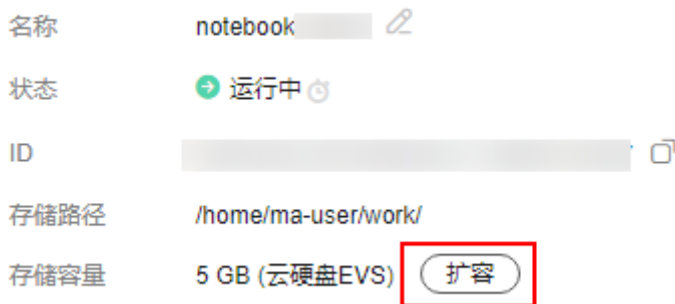 名称 notebook
状态 运行中
ID
存储路径 /home/ma-user/work/
存储容量 5 GB (云硬盘EVS) 扩容